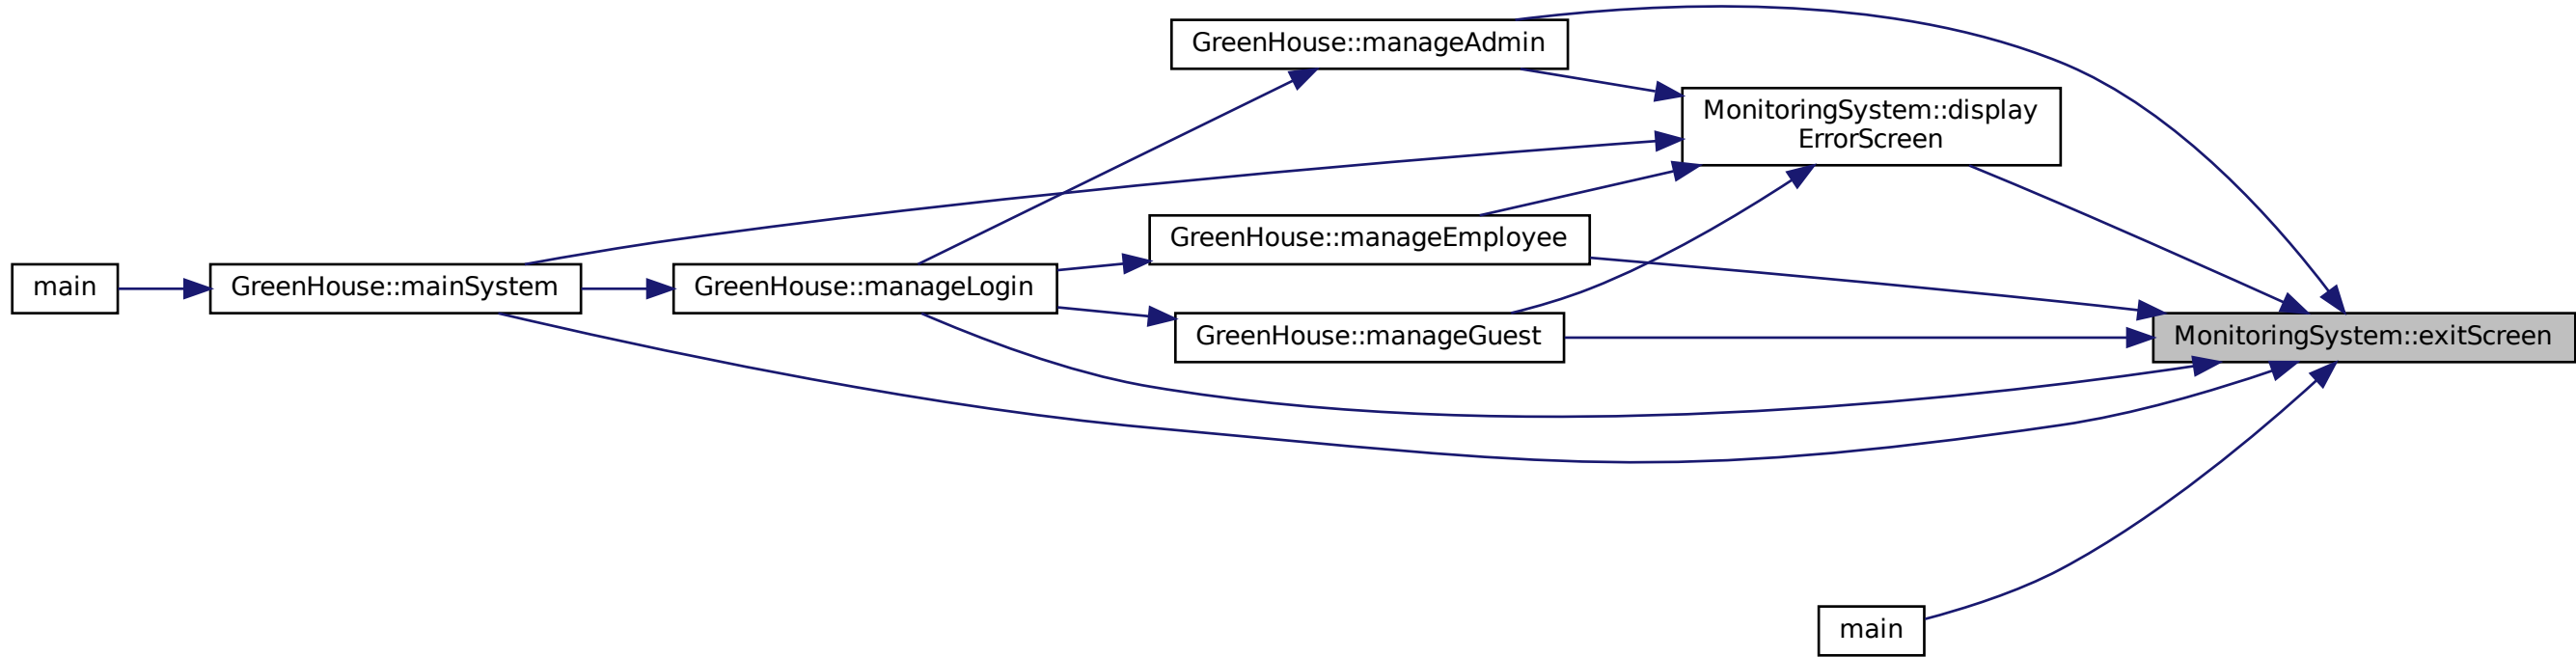 GreenHouse::manageAdmin
MonitoringSystem::display
ErrorScreen
GreenHouse::manageEmployee
main
GreenHouse::mainSystem
GreenHouse::manageLogin
GreenHouse::manageGuest
MonitoringSystem::exitScreen
main